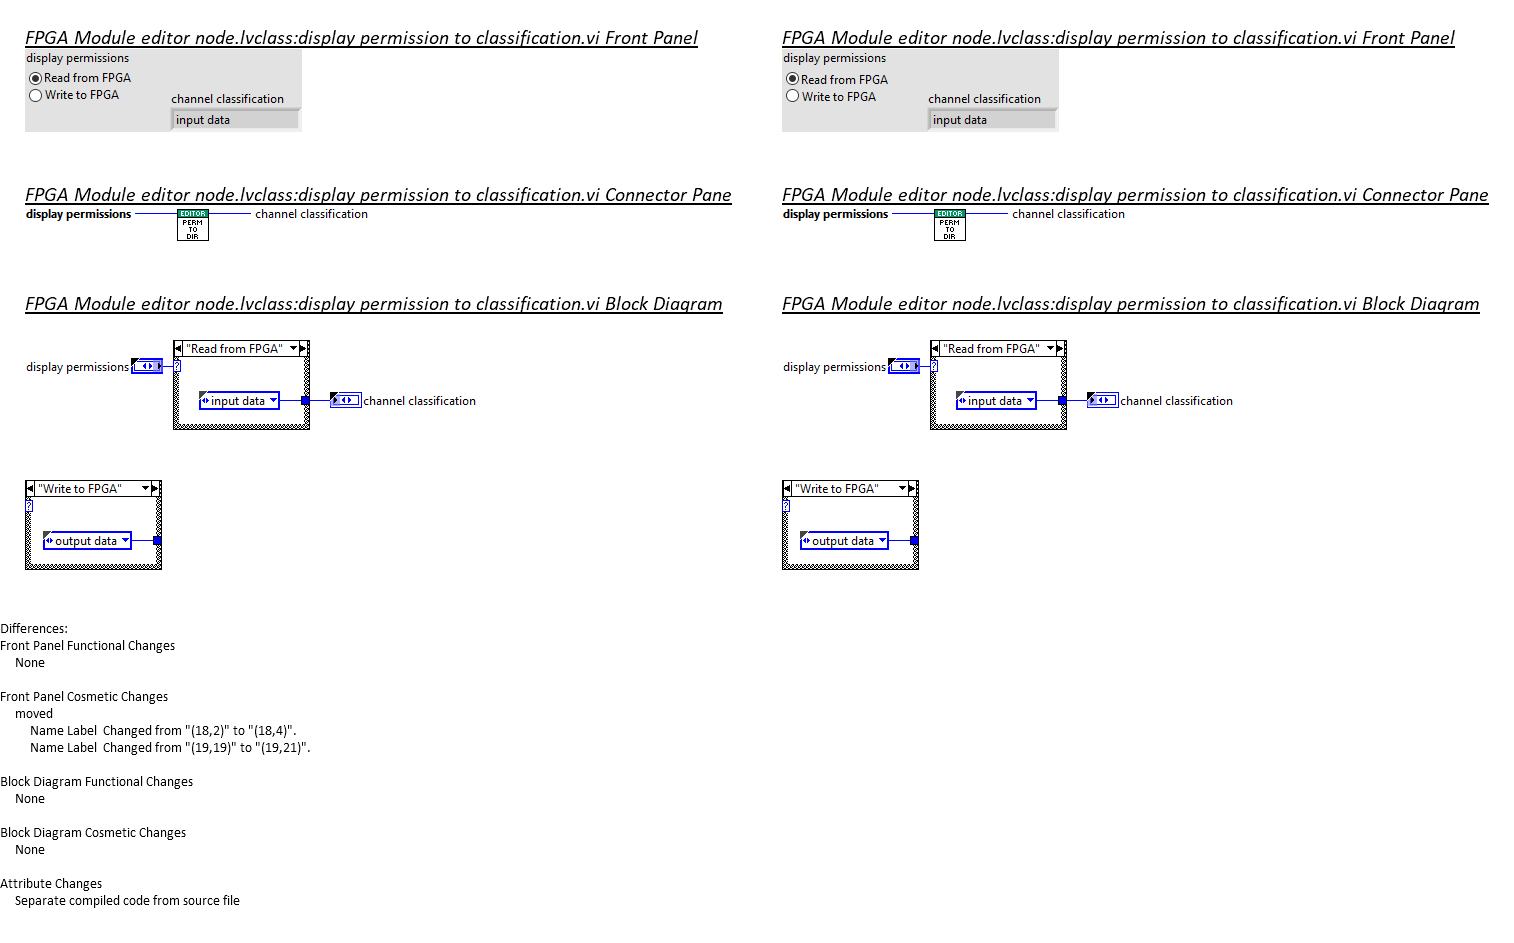 FPGA Module editor node.lvclass:display permission to classification.vi Front Panel
display permissions
Read from FPGA
Write to FPGA
channel classification
input data
FPGA Module editor node.lvclass:display permission to classification.vi Connector Pane
display permissions
EDITOR
PERM
TO
DIR
channel classification
FPGA Module editor node.lvclass:display permission to classification.vi Block Diagram
"Read from FPGA"
display permissions
?
input data
channel classification
"Write to FPGA"
?
output data
FPGA Module editor node.lvclass:display permission to classification.vi Front Panel
display permissions
Read from FPGA
Write to FPGA
channel classification
input data
FPGA Module editor node.lvclass:display permission to classification.vi Connector Pane
display permissions
EDITOR
PERM
TO
DIR
channel classification
FPGA Module editor node.lvclass:display permission to classification.vi Block Diagram
"Read from FPGA"
display permissions
?
input data
channel classification
"Write to FPGA"
?
output data
Differences:
Front Panel Functional Changes
None
Front Panel Cosmetic Changes
moved
Name Label  Changed from "(18,2)" to "(18,4)".
Name Label  Changed from "(19,19)" to "(19,21)".
Block Diagram Functional Changes
None
Block Diagram Cosmetic Changes
None
Attribute Changes
Separate compiled code from source file